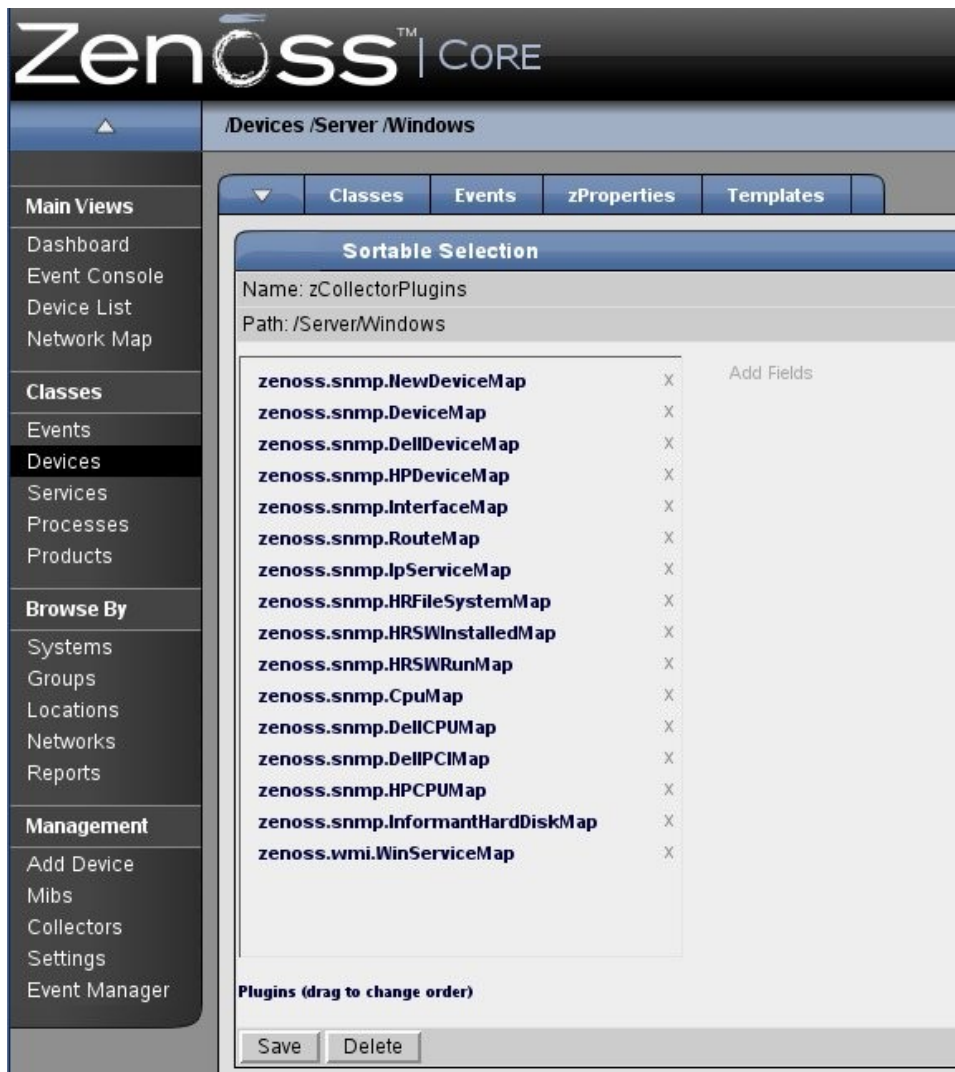 Zenōss™ | CORE
/Devices /Server /Windows
Main Views
Dashboard
Event Console
Device List
Network Map
Classes
Events
Devices
Services
Processes
Products
Browse By
Systems
Groups
Locations
Networks
Reports
Management
Add Device
Mibs
Collectors
Settings
Event Manager
Classes Events zProperties Templates
Sortable Selection
Name: zCollectorPlugins
Path: /Server/Windows
zenoss.snmp.NewDeviceMap X
zenoss.snmp.DeviceMap X
zenoss.snmp.DellDeviceMap X
zenoss.snmp.HPDeviceMap X
zenoss.snmp.InterfaceMap X
zenoss.snmp.RouteMap X
zenoss.snmp.IpServiceMap X
zenoss.snmp.HRFileSystemMap X
zenoss.snmp.HRSWInstalledMap X
zenoss.snmp.HRSWRunMap X
zenoss.snmp.CpuMap X
zenoss.snmp.DellCPUMap X
zenoss.snmp.DellPCIMap X
zenoss.snmp.HPCPUMap X
zenoss.snmp.InformantHardDiskMap X
zenoss.wmi.WinServiceMap X
Add Fields
Plugins (drag to change order)
Save Delete